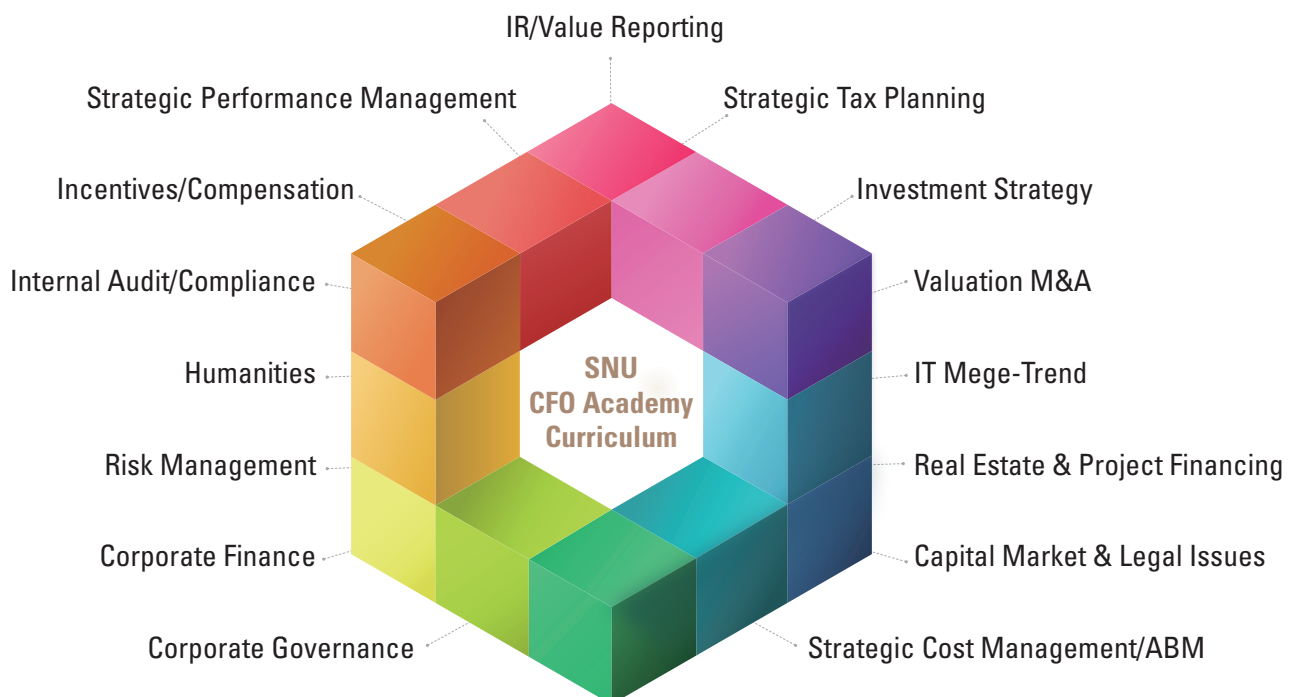 IR/Value Reporting
Strategic Performance Management
Strategic Tax Planning
Incentives/Compensation
Investment Strategy
Internal Audit/Compliance
Valuation M&A
Humanities
SNU
CFO Academy
Curriculum
IT Mege-Trend
Risk Management
Real Estate & Project Financing
Corporate Finance
Capital Market & Legal Issues
Corporate Governance
Strategic Cost Management/ABM